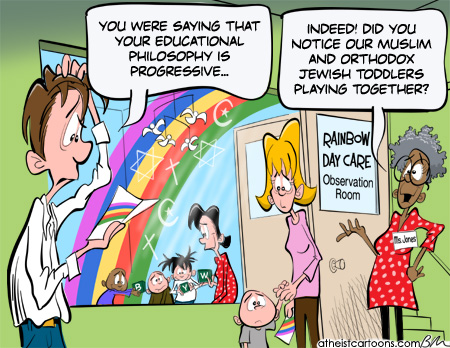 YOU WERE SAYING THAT
YOUR EDUCATIONAL
PHILOSOPHY IS
PROGRESSIVE...
INDEED! DID YOU
NOTICE OUR MUSLIM
AND ORTHODOX
JEWISH TODDLERS
PLAYING TOGETHER?
RAINBOW
DAY CARE
Observation
Room
Ms. Jones
B Y W
atheistcartoons.com